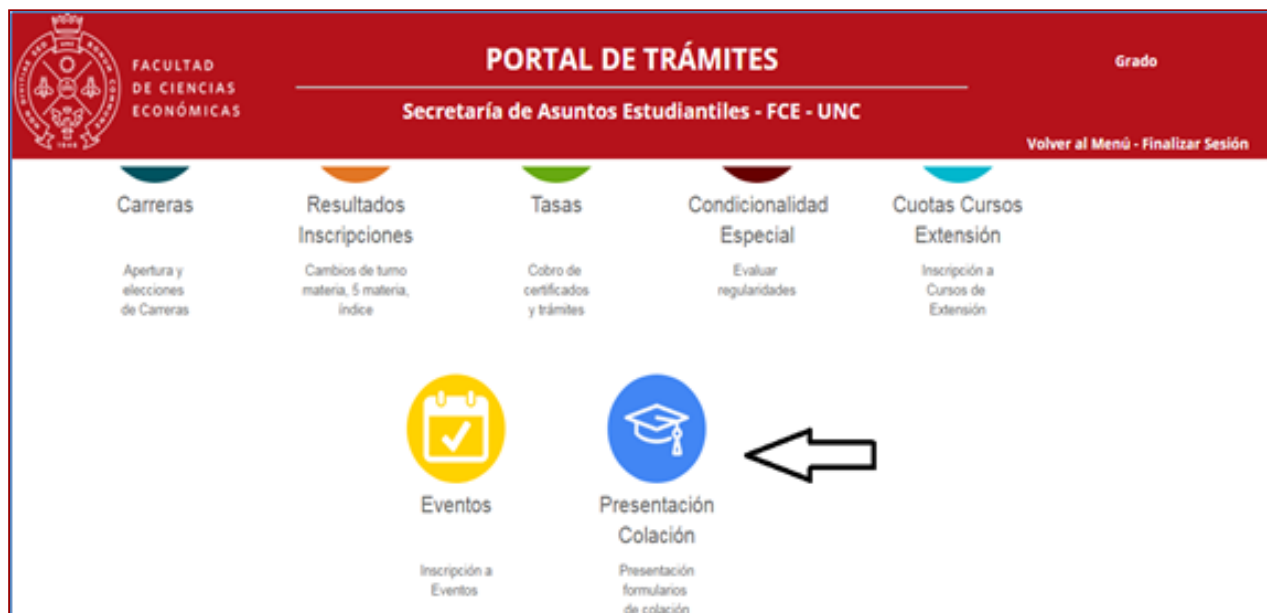 FACULTAD
DE CIENCIAS
ECONÓMICAS
PORTAL DE TRÁMITES
Secretaría de Asuntos Estudiantiles - FCE - UNC
Grado
Volver al Menú - Finalizar Sesión
Carreras
Apertura y
elecciones
de Carreras
Resultados
Inscripciones
Cambios de turno
materia, 5 materia,
índice
Tasas
Cobro de
certificados
y trámites
Condicionalidad
Especial
Evaluar
regularidades
Cuotas Cursos
Extensión
Inscripción a
Cursos de
Extensión
Eventos
Inscripción a
Eventos
Presentación
Colación
Presentación
formularios
de colación